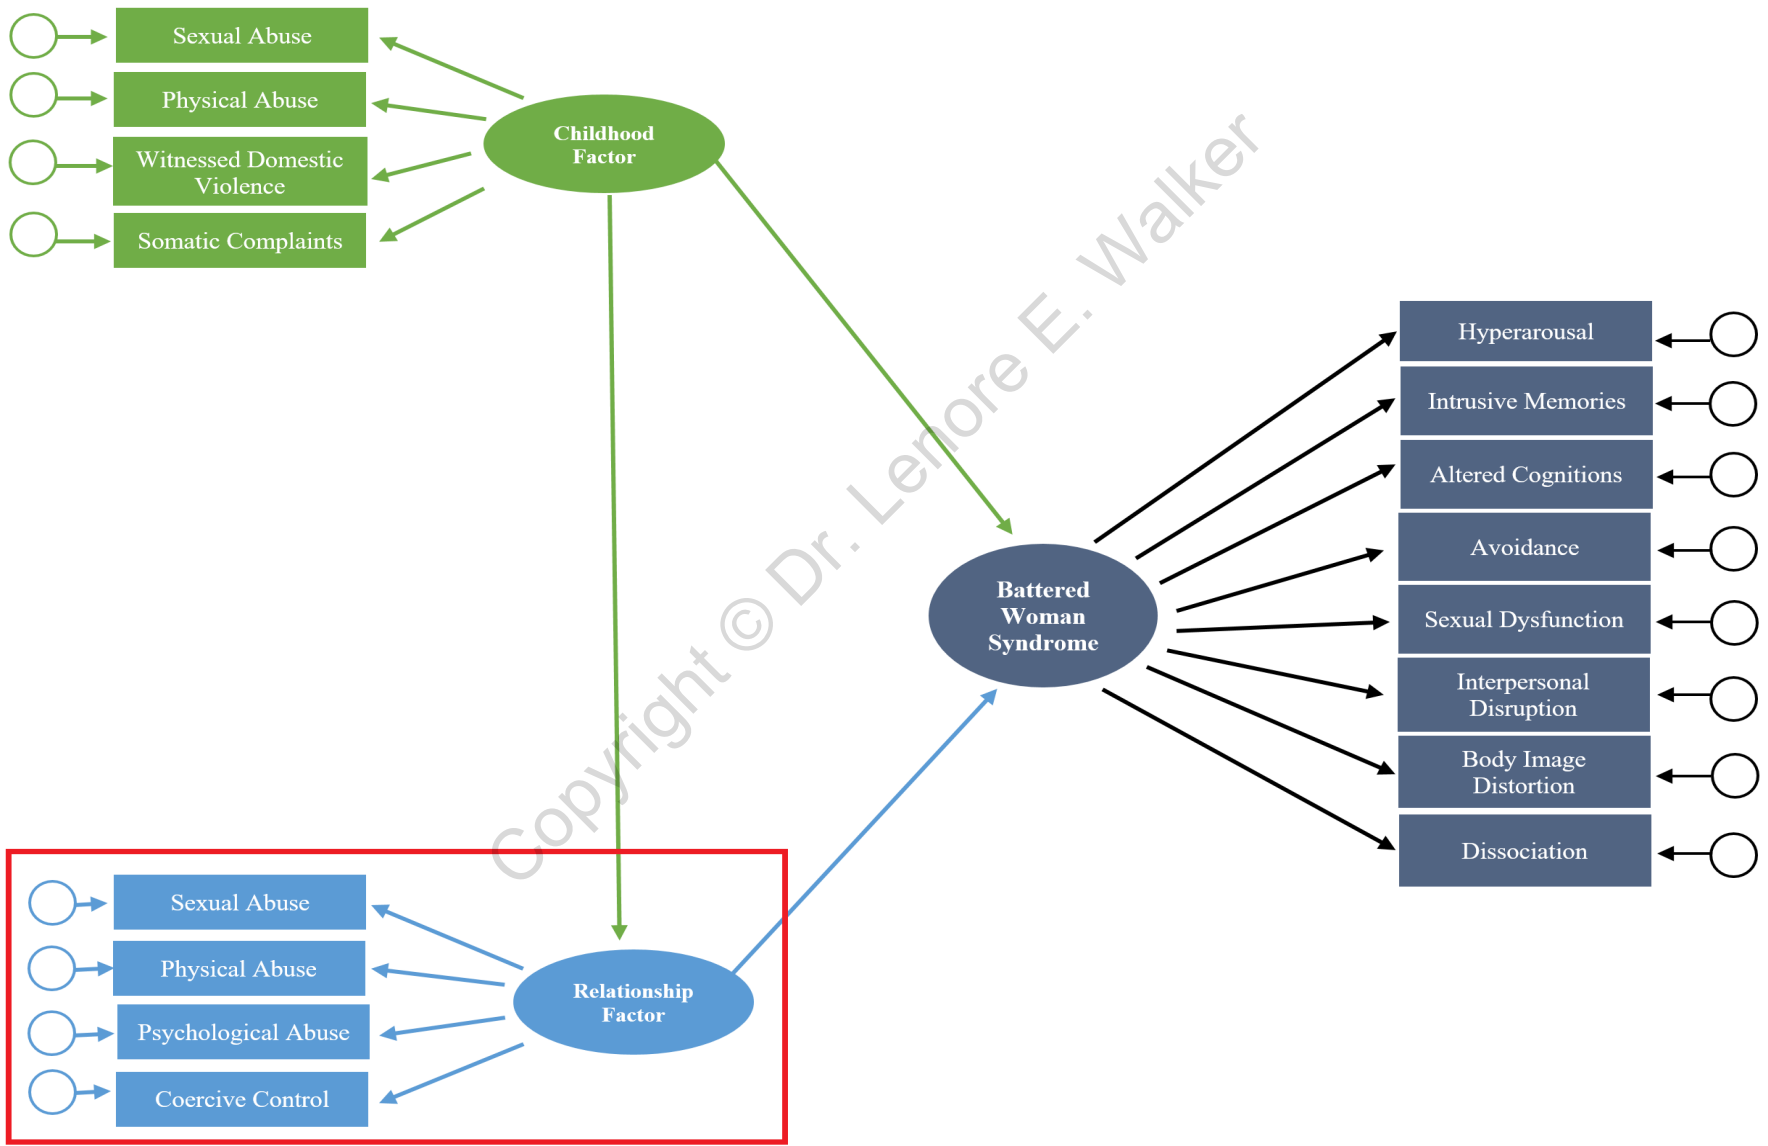 Sexual Abuse
Physical Abuse
Witnessed Domestic
Violence
Somatic Complaints
Childhood
Factor
Copyright © Dr. Lenore E. Walker
Battered
Woman
Syndrome
Hyperarousal
Intrusive Memories
Altered Cognitions
Avoidance
Sexual Dysfunction
Interpersonal
Disruption
Body Image
Distortion
Dissociation
Sexual Abuse
Physical Abuse
Psychological Abuse
Coercive Control
Relationship
Factor